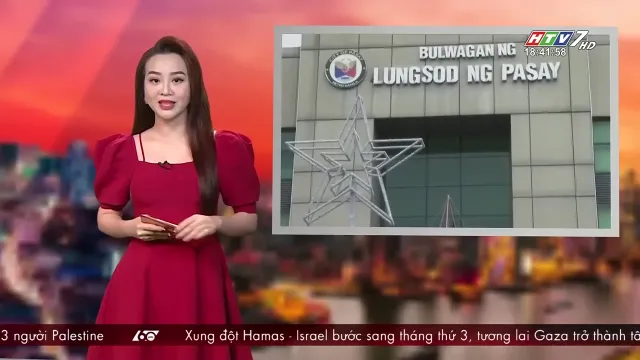 HTV7 HD
18:41:58
BULWAGAN NG
LUNGSOD NG PASAY
3 người Palestine 60 Xung đột Hamas - Israel bước sang tháng thứ 3, tương lai Gaza trở thành tâ